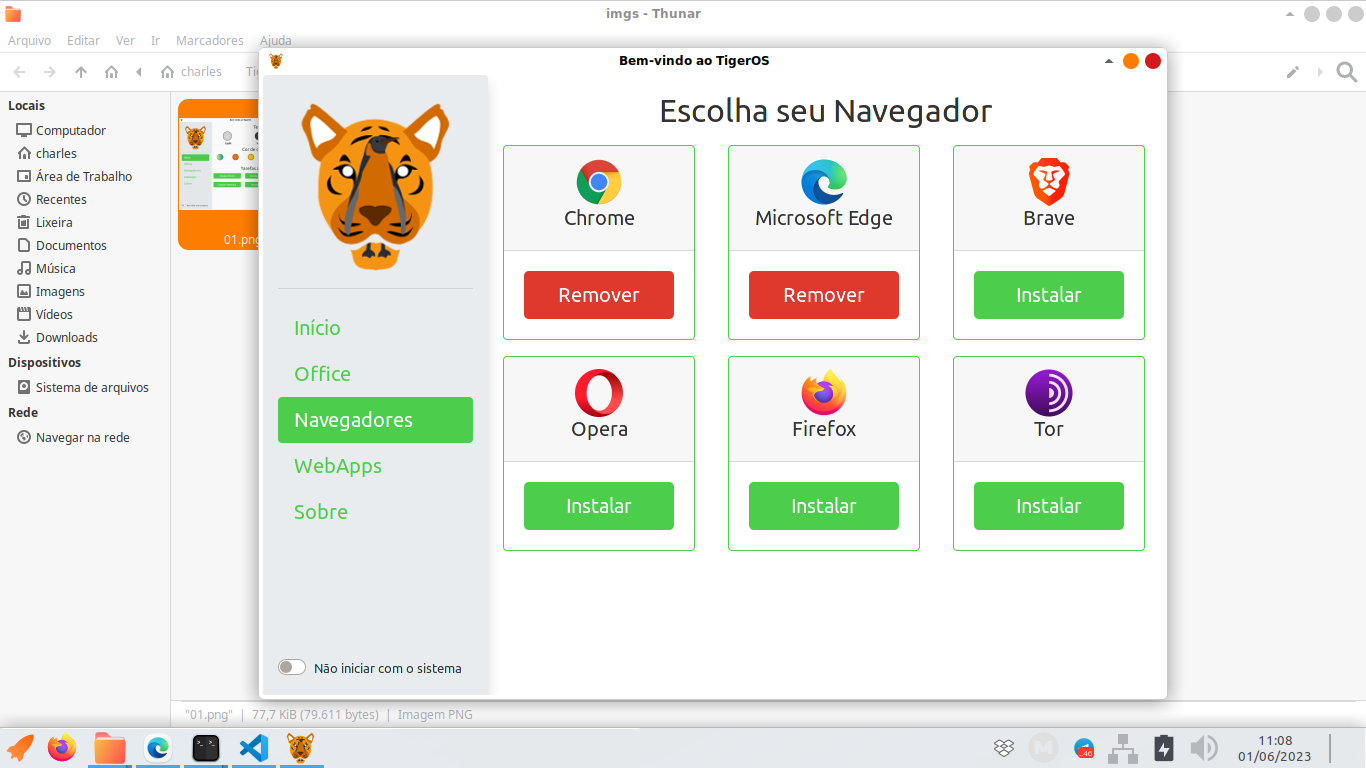 imgs - Thunar
Arquivo Editar Ver Ir Marcadores Ajuda
charles
Locais
Computador
charles
Área de Trabalho
Recentes
Lixeira
Documentos
Música
Imagens
Vídeos
Downloads
Dispositivos
Sistema de arquivos
Rede
Navegar na rede
01.png
"01.png" | 77,7 KiB (79.611 bytes) | Imagem PNG
Bem-vindo ao TigerOS
Início
Office
Navegadores
WebApps
Sobre
Não iniciar com o sistema
Escolha seu Navegador
Chrome
Remover
Microsoft Edge
Remover
Brave
Instalar
Opera
Instalar
Firefox
Instalar
Tor
Instalar
11:08
01/06/2023